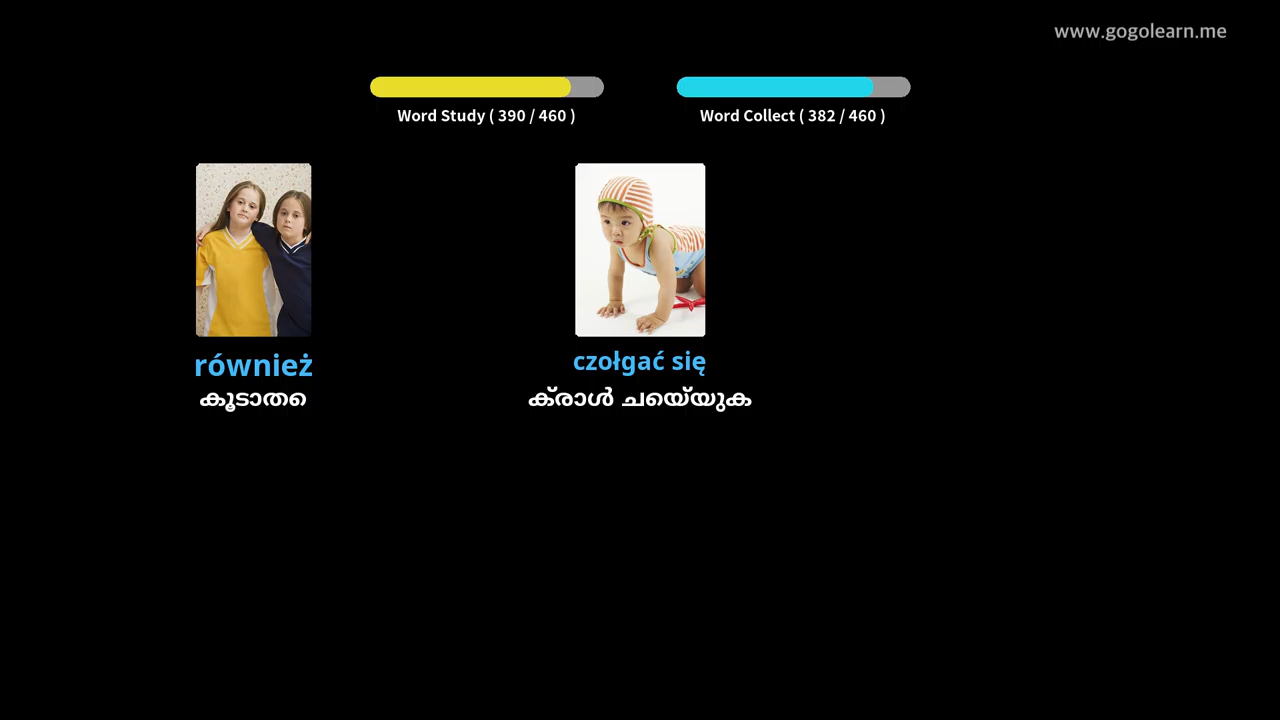 www.gogolearn.me
Word Study ( 390 / 460 )
Word Collect ( 382 / 460 )
również
കൂടാതെ
czołgać się
ക്രാൾ ചെയ്യുക